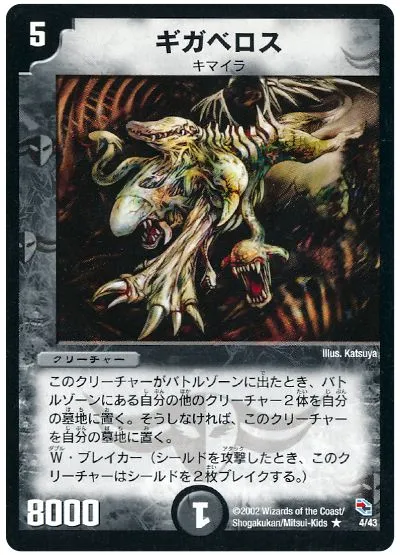 5
ギガベロス
キマイラ
Illus. Katsuya
クリーチャー
このクリーチャーがバトルゾーンに出たとき、バト
ルゾーンにある自分の他のクリーチャー2体を自分
の墓地に置く。そうしなければ、このクリーチャー
を自分の墓地に置く。
W・ブレイカー（シールドを攻撃したとき、このク
リーチャーはシールドを2枚ブレイクする。）
8000
1
©2002 Wizards of the Coast/
Shogakukan/Mitsui-Kids ★ 4/43